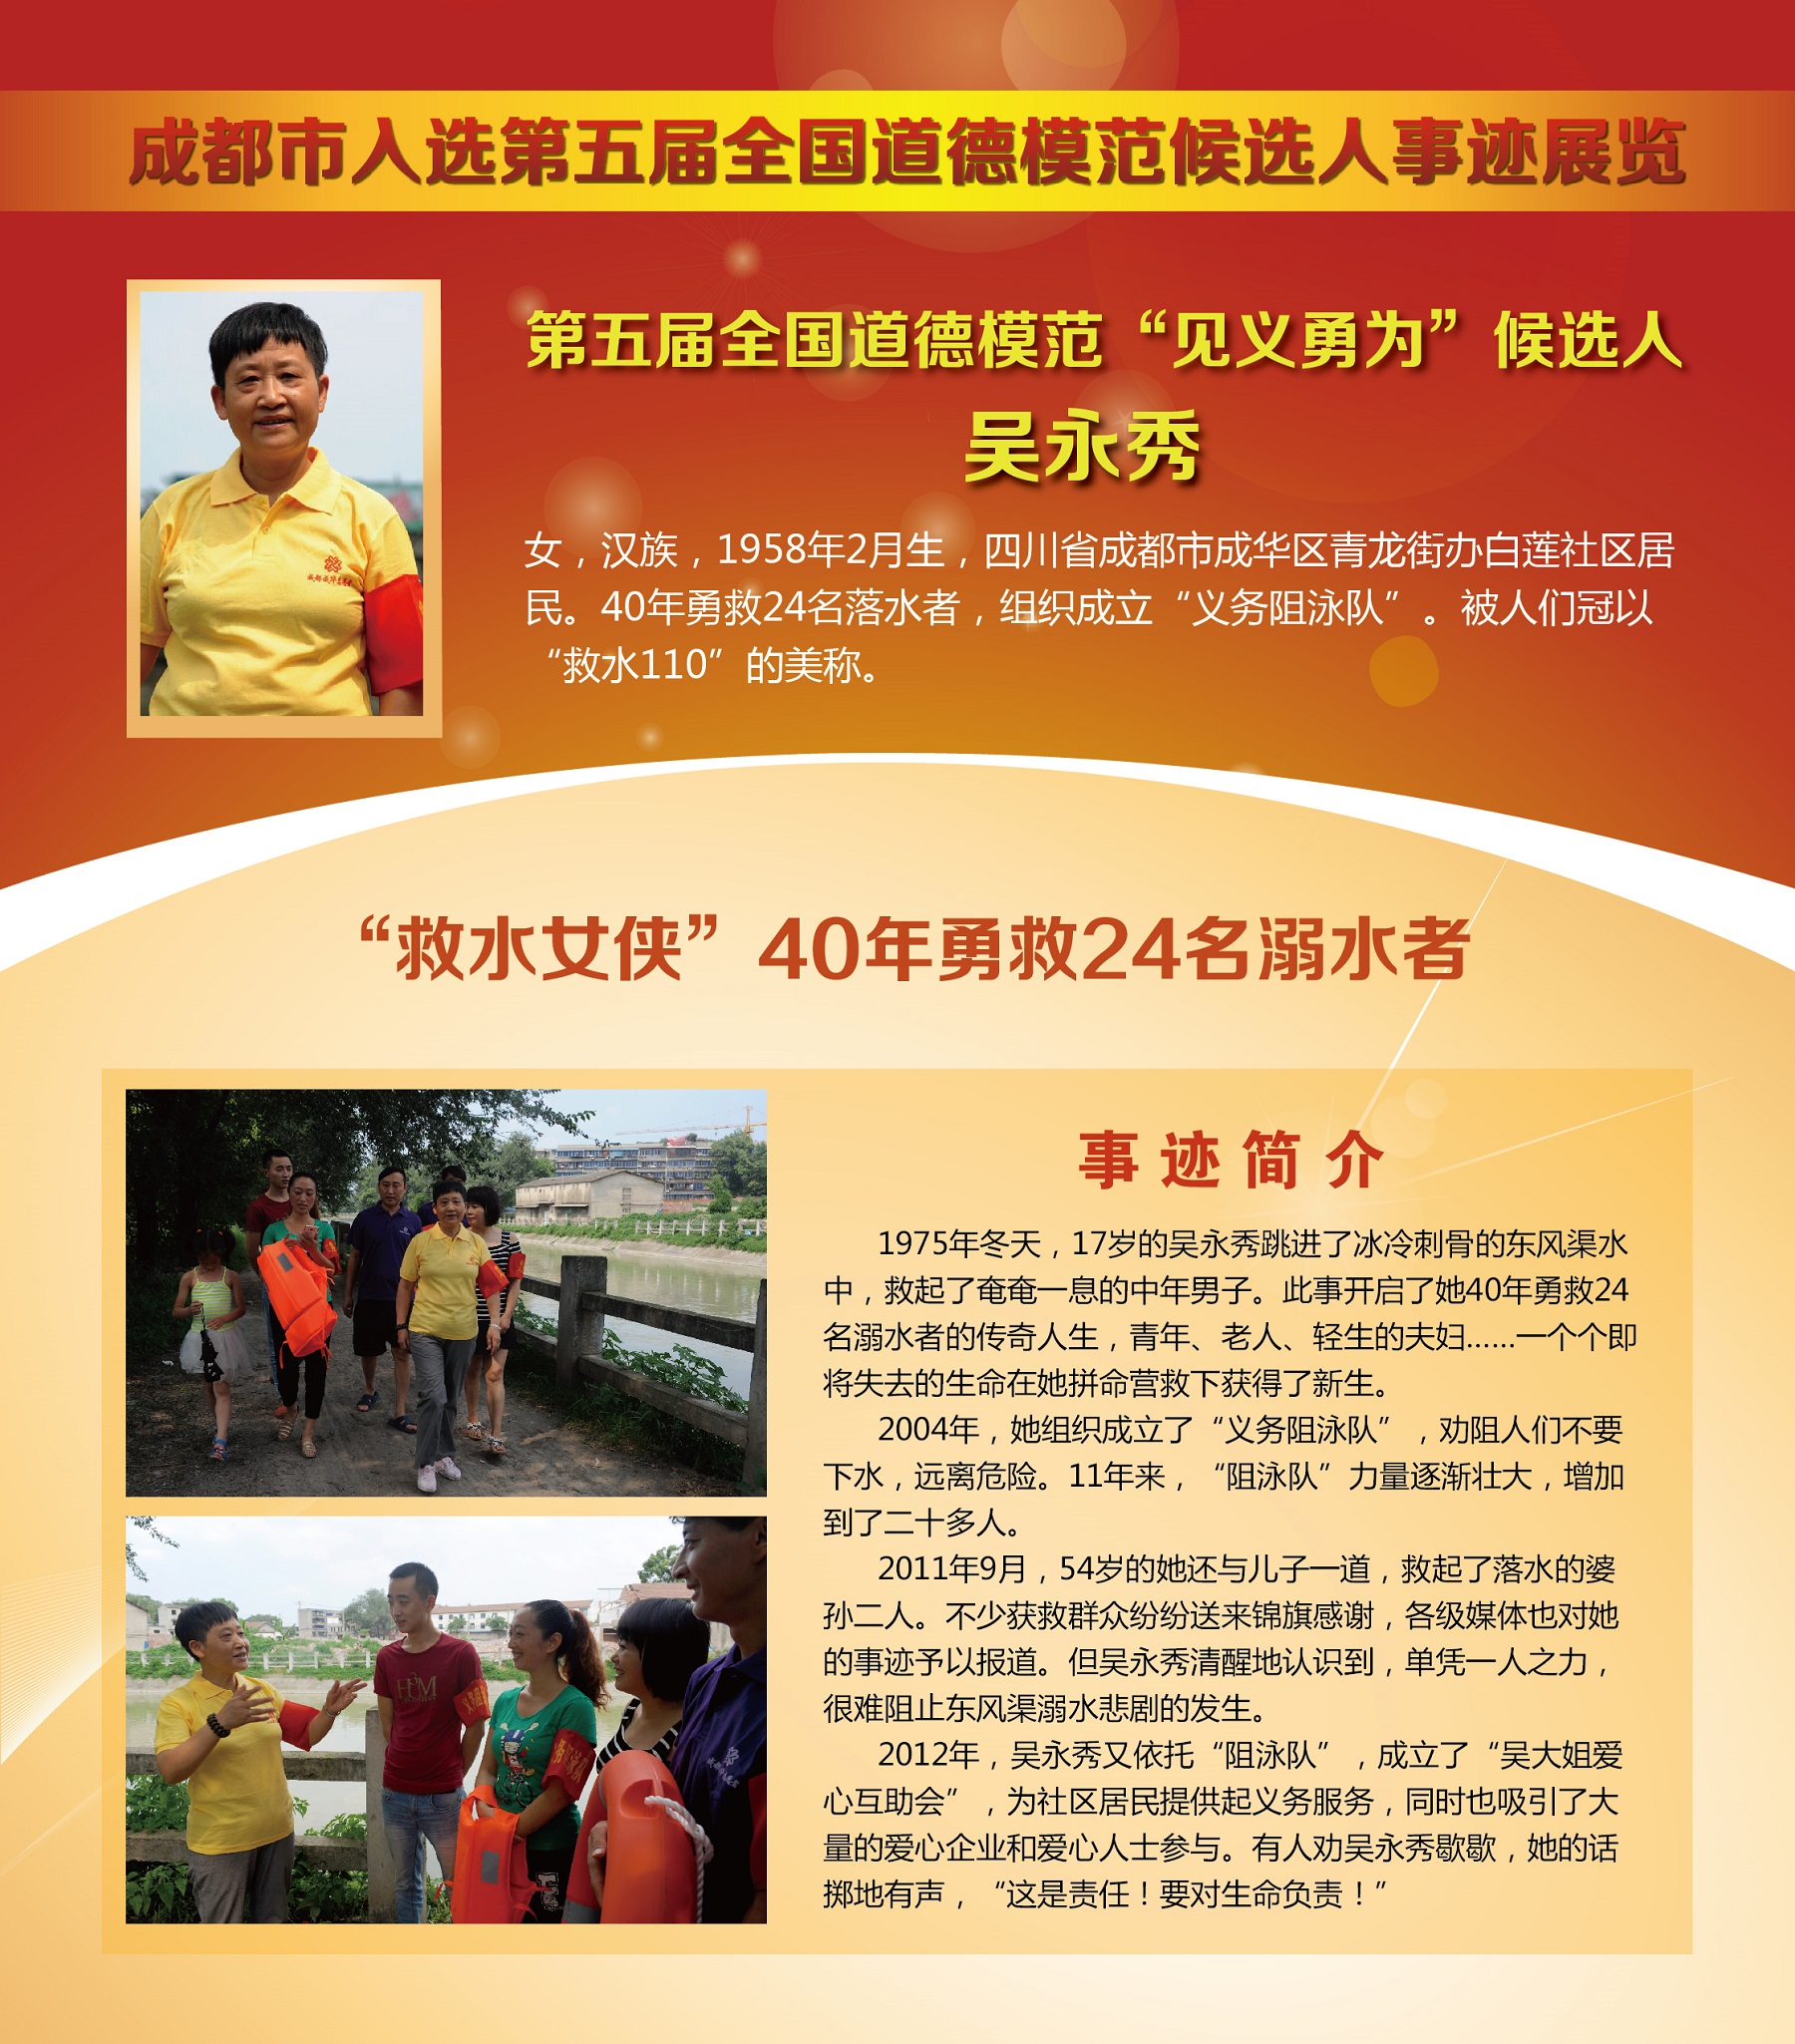 成都市入选第五届全国道德模范候选人事迹展览
第五届全国道德模范“见义勇为”候选人
吴永秀
女，汉族，1958年2月生，四川省成都市成华区青龙街办白莲社区居
民。40年勇救24名落水者，组织成立“义务阻泳队”。被人们冠以
“救水110”的美称。
“救水女侠”40年勇救24名溺水者
事迹简介
1975年冬天，17岁的吴永秀跳进了冰冷刺骨的东风渠水
中，救起了奄奄一息的中年男子。此事开启了她40年勇救24
名溺水者的传奇人生，青年、老人、轻生的夫妇……一个个即
将失去的生命在她拼命营救下获得了新生。
2004年，她组织成立了“义务阻泳队”，劝阻人们不要
下水，远离危险。11年来，“阻泳队”力量逐渐壮大，增加
到了二十多人。
2011年9月，54岁的她还与儿子一道，救起了落水的婆
孙二人。不少获救群众纷纷送来锦旗感谢，各级媒体也对她
的事迹予以报道。但吴永秀清醒地认识到，单凭一人之力，
很难阻止东风渠溺水悲剧的发生。
2012年，吴永秀又依托“阻泳队”，成立了“吴大姐爱
心互助会”，为社区居民提供起义务服务，同时也吸引了大
量的爱心企业和爱心人士参与。有人劝吴永秀歇歇，她的话
掷地有声，“这是责任！要对生命负责！”